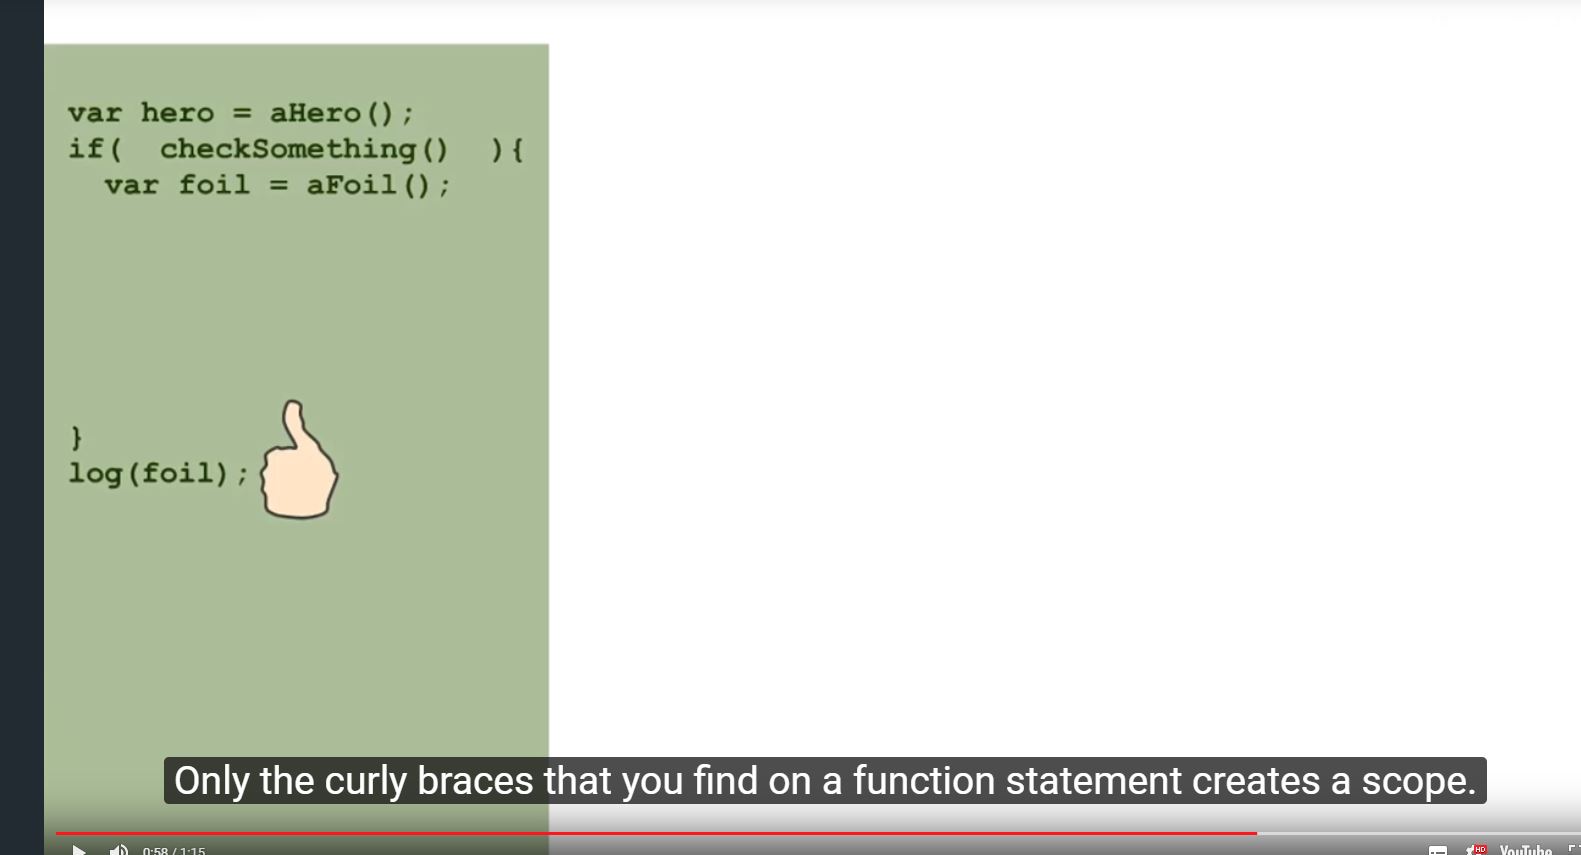 var hero = aHero();
if(  checkSomething()  ){
  var foil = aFoil();
}
log(foil);
Only the curly braces that you find on a function statement creates a scope.
0:58 / 1:15
HD
YouTube